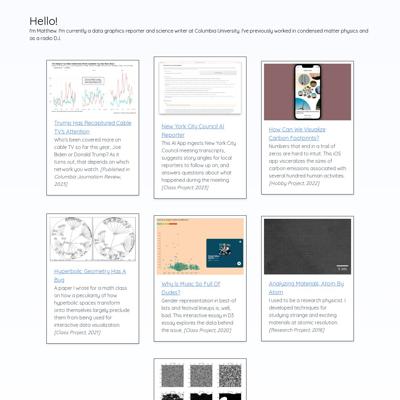 Hello!
I'm Matthew. I'm currently a data graphics reporter and science writer at Columbia University. I've previously worked in condensed matter physics and
as a radio DJ.
Trump Has Recaptured Cable
TV's Attention
Who's been covered more on
cable TV so far this year, Joe
Biden or Donald Trump? As it
turns out, that depends on which
network you watch. [Published in
Columbia Journalism Review,
2023]
New York City Council AI
Reporter
This AI App ingests New York City
Council meeting transcripts,
suggests story angles for local
reporters to follow up on, and
answers questions about what
happened during the meeting.
[Class Project, 2023]
How Can We Visualize
Carbon Footprints?
Numbers that end in a trail of
zeros are hard to intuit. This iOS
app visceralizes the sizes of
carbon emissions associated with
several hundred human activities.
[Hobby Project, 2022]
Hyperbolic Geometry Has A
Bug
A paper I wrote for a math class
on how a peculiarity of how
hyperbolic spaces transform
onto themselves largely preclude
them from being used for
interactive data visualization.
[Class Project, 2021]
Why Is Music So Full Of
Dudes?
Gender representation in best-of
lists and festival lineups is, well,
bad. This interactive essay in D3
essay explores the data behind
the issue. [Class Project, 2020]
Analyzing Materials, Atom By
Atom
I used to be a research physicist. I
developed techniques for
studying strange and exciting
materials at atomic resolution.
[Research Project, 2018]